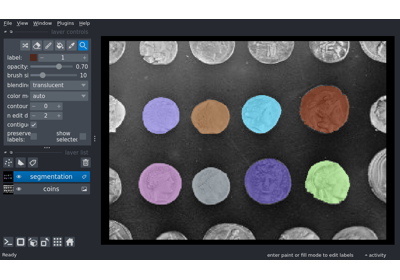 File View Window Plugins Help
layer controls
label: 1
opacity: 0.70
brush si 10
blendin translucent
color m auto
contour 0
n edit d 2
contigu
preserve labels: show selected
layer list
segmentation
coins
Ready enter paint or fill mode to edit labels activity